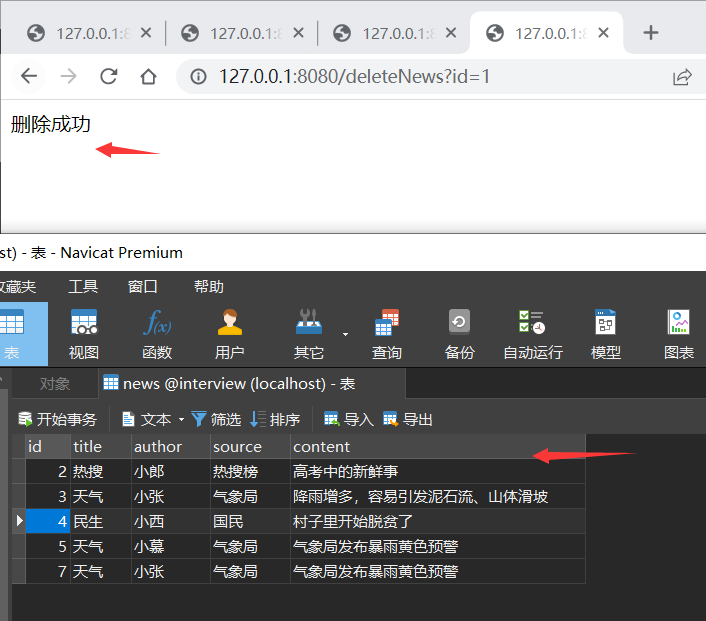 127.0.0.1:8 127.0.0.1:8 127.0.0.1:8 127.0.0.1:8
127.0.0.1:8080/deleteNews?id=1
删除成功
st) - 表 - Navicat Premium
收藏夹 工具 窗口 帮助
表 视图 函数 用户 其它 查询 备份 自动运行 模型 图表
对象 news @interview (localhost) - 表
开始事务 文本 筛选 排序 导入 导出
id title author source content
2 热搜 小郎 热搜榜 高考中的新鲜事
3 天气 小张 气象局 降雨增多，容易引发泥石流、山体滑坡
4 民生 小西 国民 村子里开始脱贫了
5 天气 小慕 气象局 气象局发布暴雨黄色预警
7 天气 小张 气象局 气象局发布暴雨黄色预警